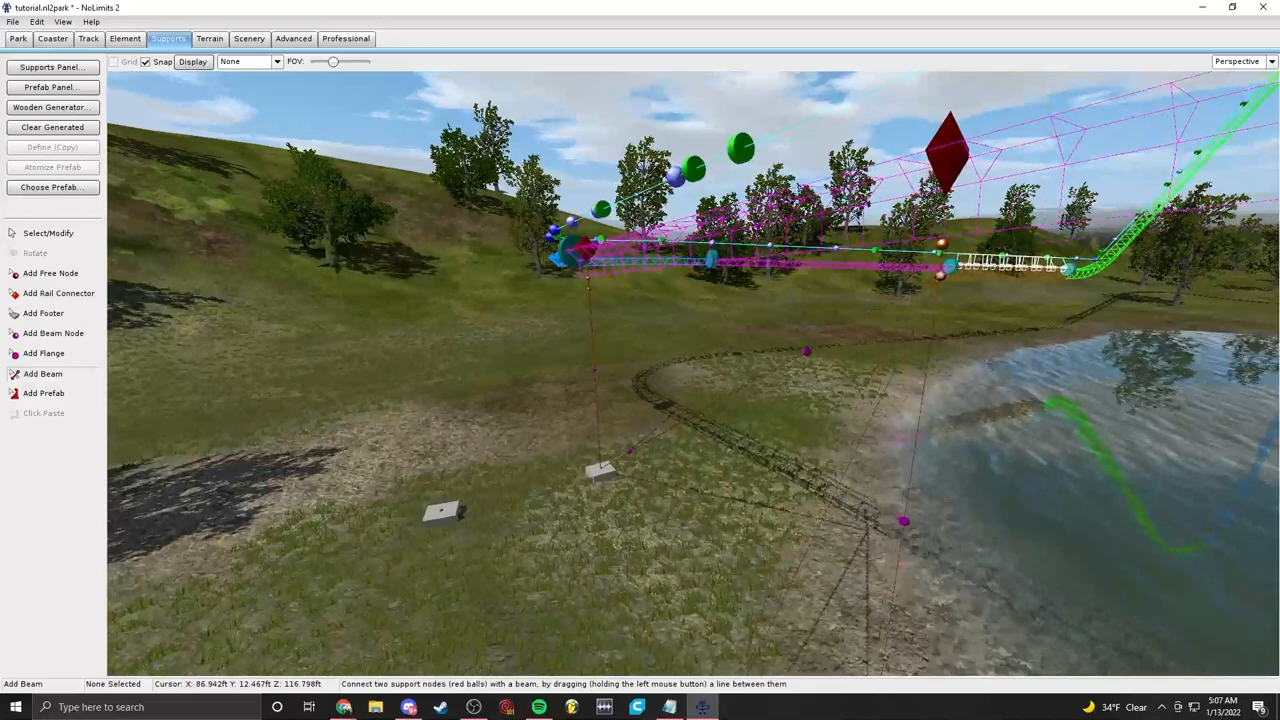 tutorial.nl2park * - NoLimits 2
File Edit View Help
Park Coaster Track Element Supports Terrain Scenery Advanced Professional
Grid Snap Display None FOV: Perspective
Supports Panel...
Prefab Panel...
Wooden Generator...
Clear Generated
Define (Copy)
Atomize Prefab
Choose Prefab...
Select/Modify
Rotate
Add Free Node
Add Rail Connector
Add Footer
Add Beam Node
Add Flange
Add Beam
Add Prefab
Click Paste
Add Beam None Selected Cursor: X: 86.942ft Y: 12.467ft Z: 116.798ft Connect two support nodes (red balls) with a beam, by dragging (holding the left mouse button) a line between them
Type here to search
34°F Clear
5:07 AM
1/13/2022